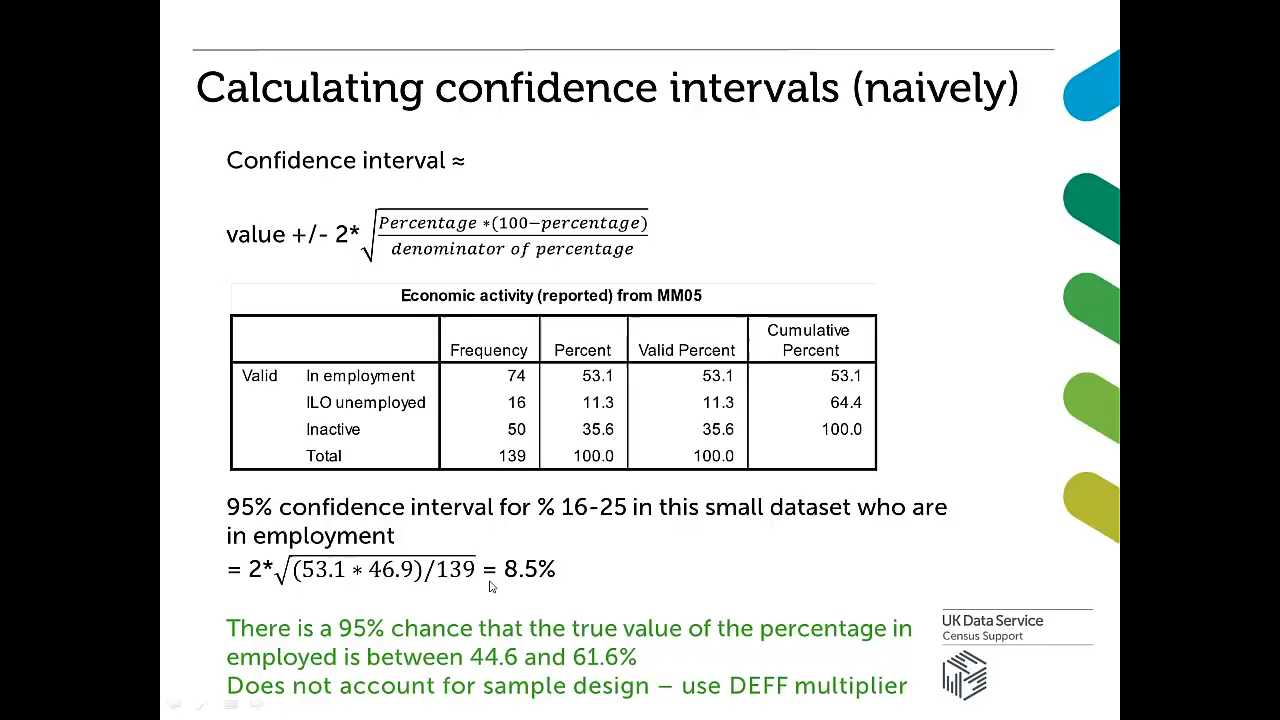 Calculating confidence intervals (naively)
Confidence interval ≈
value +/- 2*√(Percentage *(100−percentage) / denominator of percentage)
Economic activity (reported) from MM05
Frequency Percent Valid Percent Cumulative Percent
Valid In employment 74 53.1 53.1 53.1
ILO unemployed 16 11.3 11.3 64.4
Inactive 50 35.6 35.6 100.0
Total 139 100.0 100.0
95% confidence interval for % 16-25 in this small dataset who are
in employment
= 2*√(53.1 * 46.9)/139 = 8.5%
There is a 95% chance that the true value of the percentage in
employed is between 44.6 and 61.6%
Does not account for sample design – use DEFF multiplier
UK Data Service
Census Support